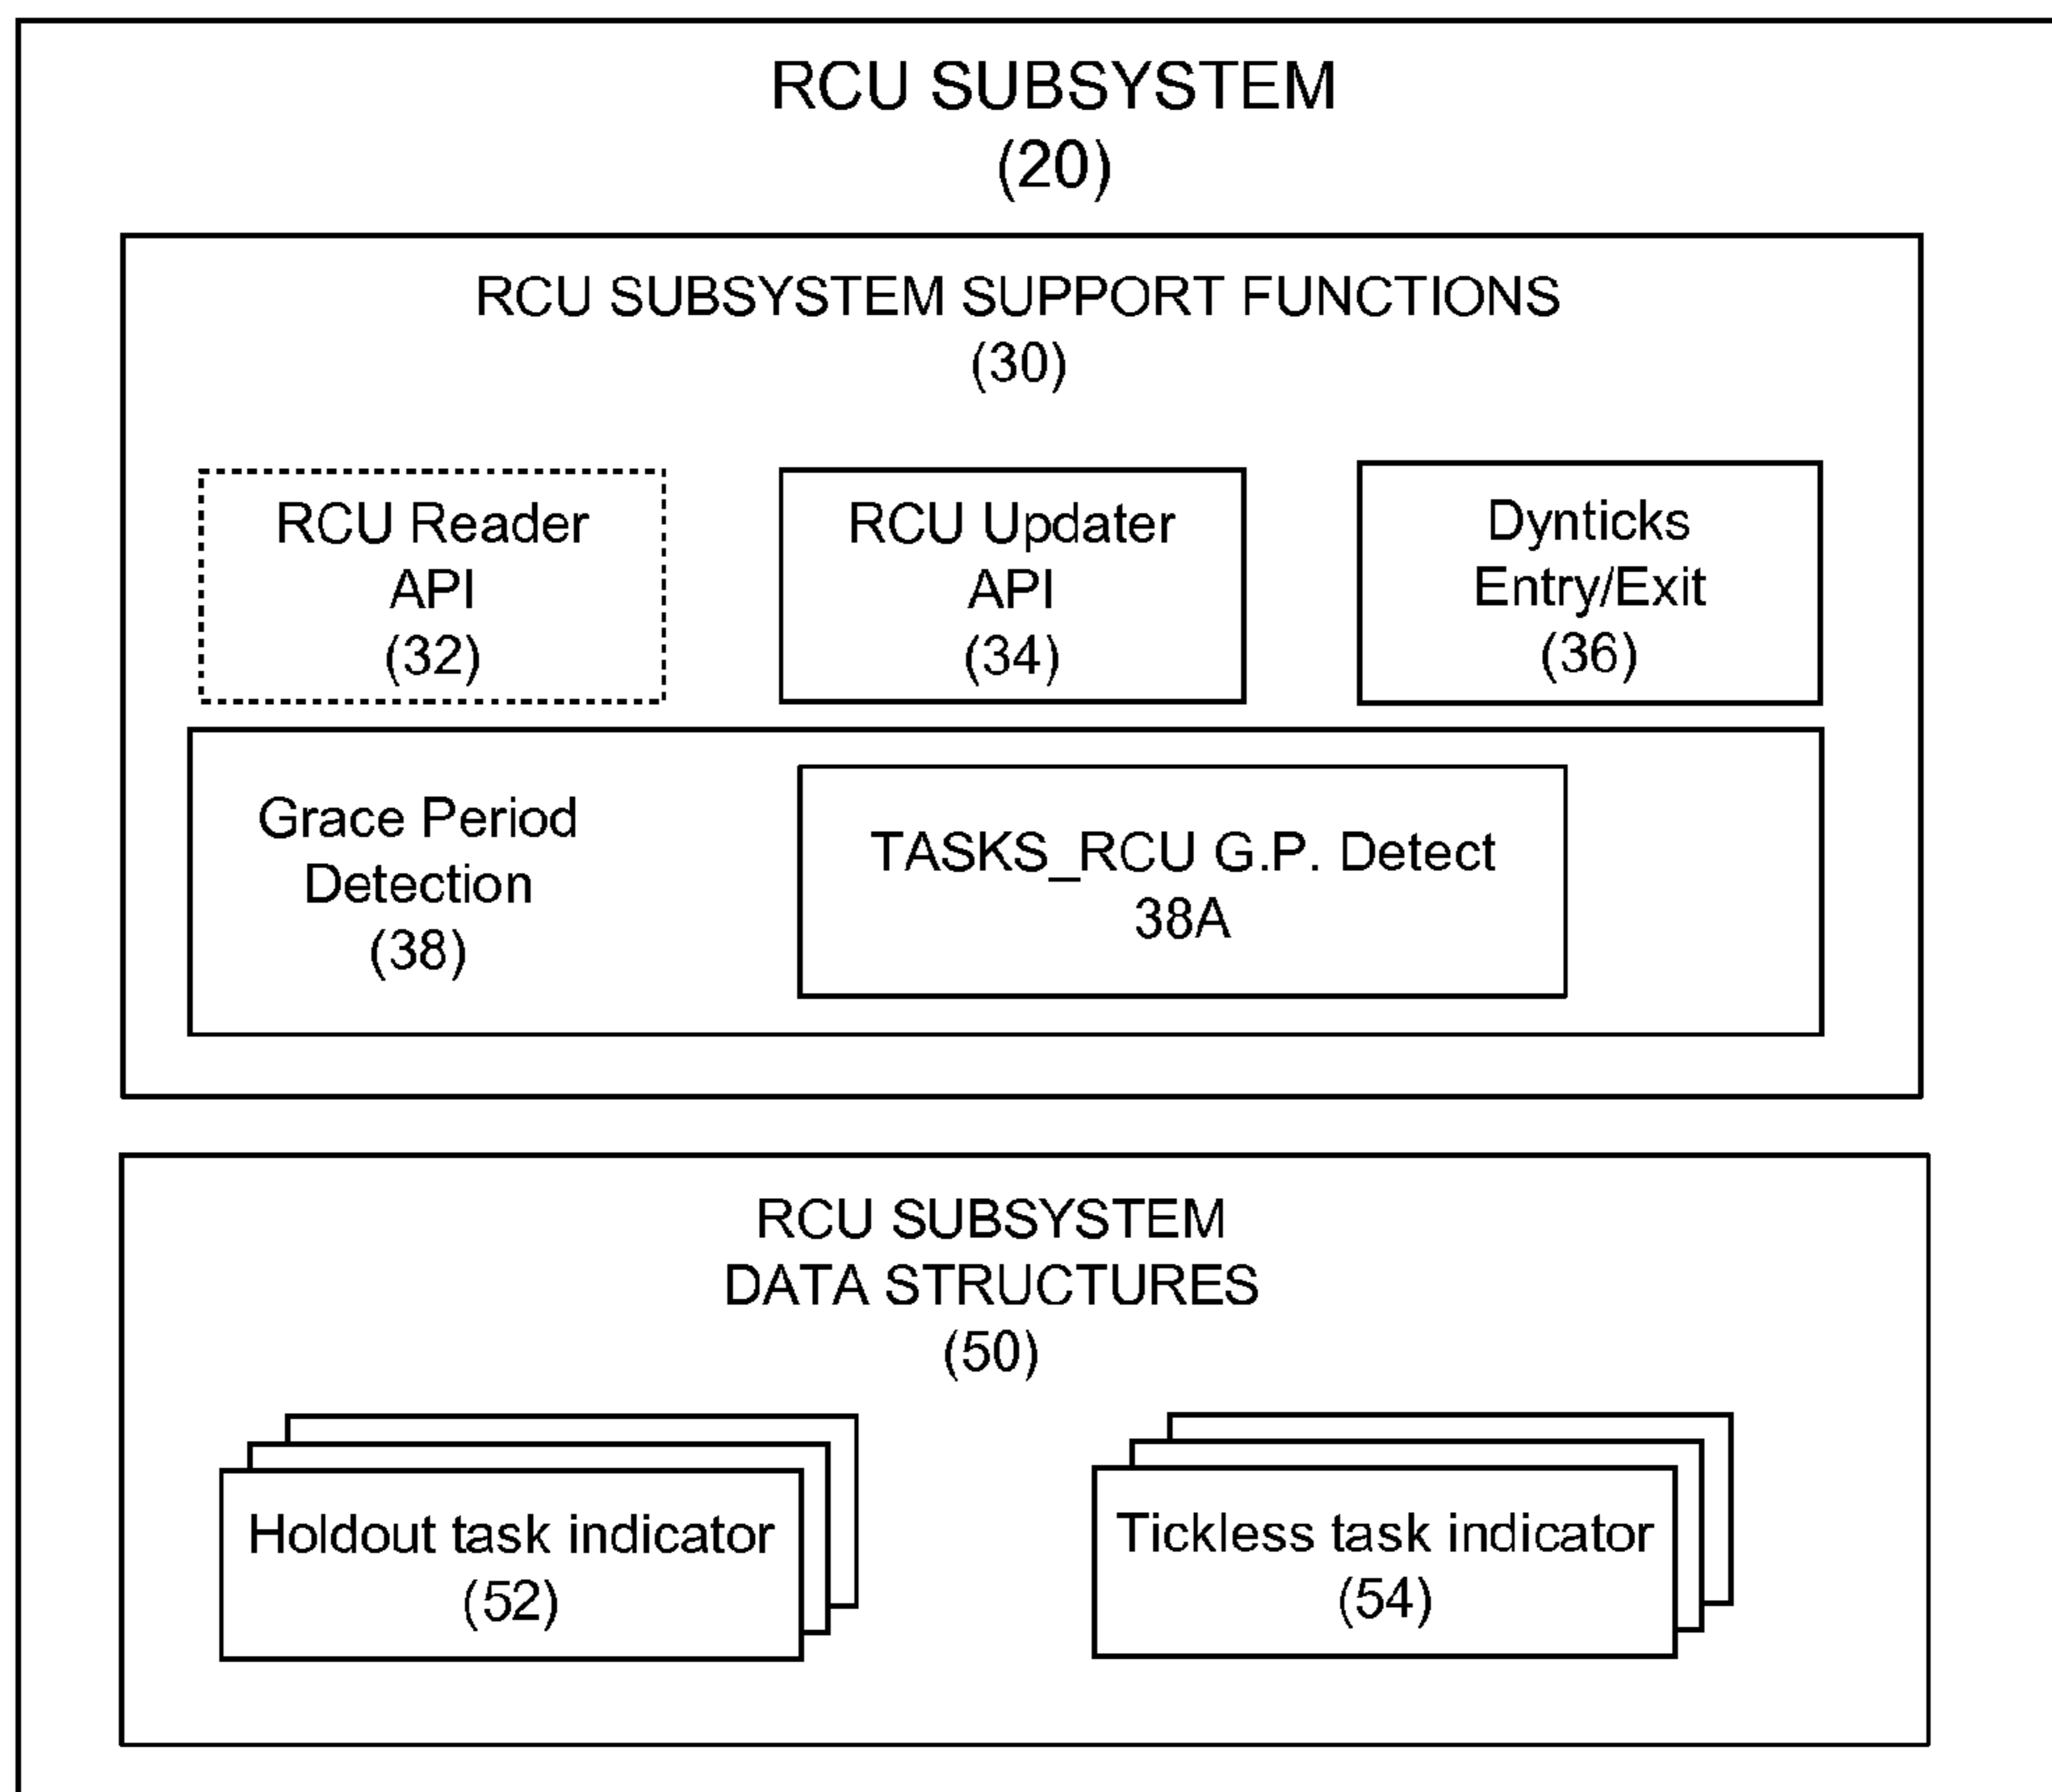 RCU SUBSYSTEM
(20)
RCU SUBSYSTEM SUPPORT FUNCTIONS
(30)
RCU Reader
API
(32)
RCU Updater
API
(34)
Dynticks
Entry/Exit
(36)
Grace Period
Detection
(38)
TASKS_RCU G.P. Detect
38A
RCU SUBSYSTEM
DATA STRUCTURES
(50)
Holdout task indicator
(52)
Tickless task indicator
(54)